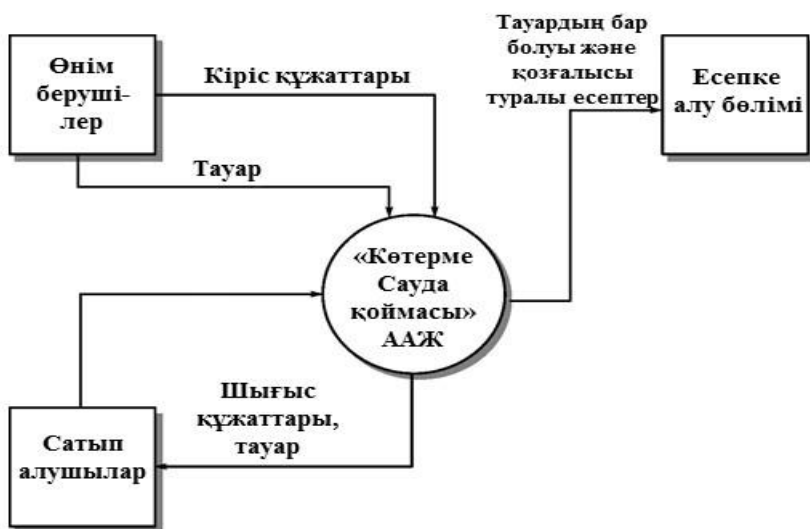 Өнім
беруші-
лер
Кіріс құжаттары
Тауар
Тауардың бар
болуы және
қозғалысы
туралы есептер
Есепке
алу бөлімі
«Көтерме
Сауда
қоймасы»
ААЖ
Шығыс
құжаттары,
тауар
Сатып
алушылар